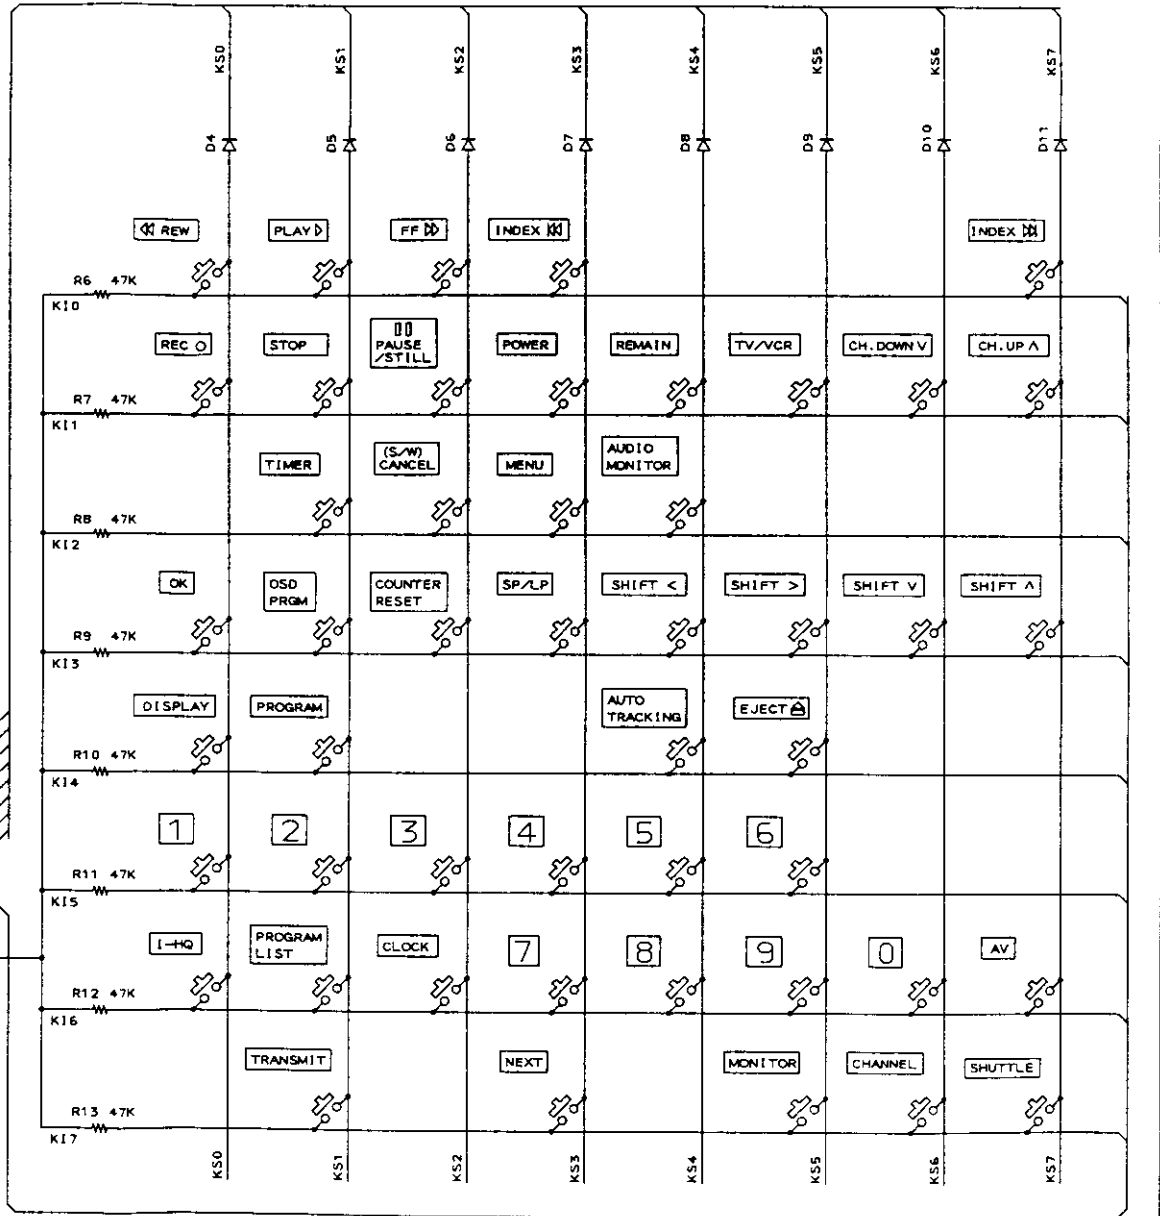 KS0 KS1 KS2 KS3 KS4 KS5 KS6 KS7
D4 D5 D6 D7 D8 D9 D10 D11
REW PLAY FF INDEX INDEX
R6 47K
KI0
REC STOP PAUSE /STILL POWER REMAIN TV/VCR CH.DOWN CH.UP
R7 47K
KI1
TIMER (S/W) CANCEL MENU AUDIO MONITOR
R8 47K
KI2
OK OSD PRGM COUNTER RESET SP/LP SHIFT < SHIFT > SHIFT ∨ SHIFT ∧
R9 47K
KI3
DISPLAY PROGRAM AUTO TRACKING EJECT
R10 47K
KI4
1 2 3 4 5 6
R11 47K
KI5
I-HQ PROGRAM LIST CLOCK 7 8 9 0 AV
R12 47K
KI6
TRANSMIT NEXT MONITOR CHANNEL SHUTTLE
R13 47K
KI7
KS0 KS1 KS2 KS3 KS4 KS5 KS6 KS7